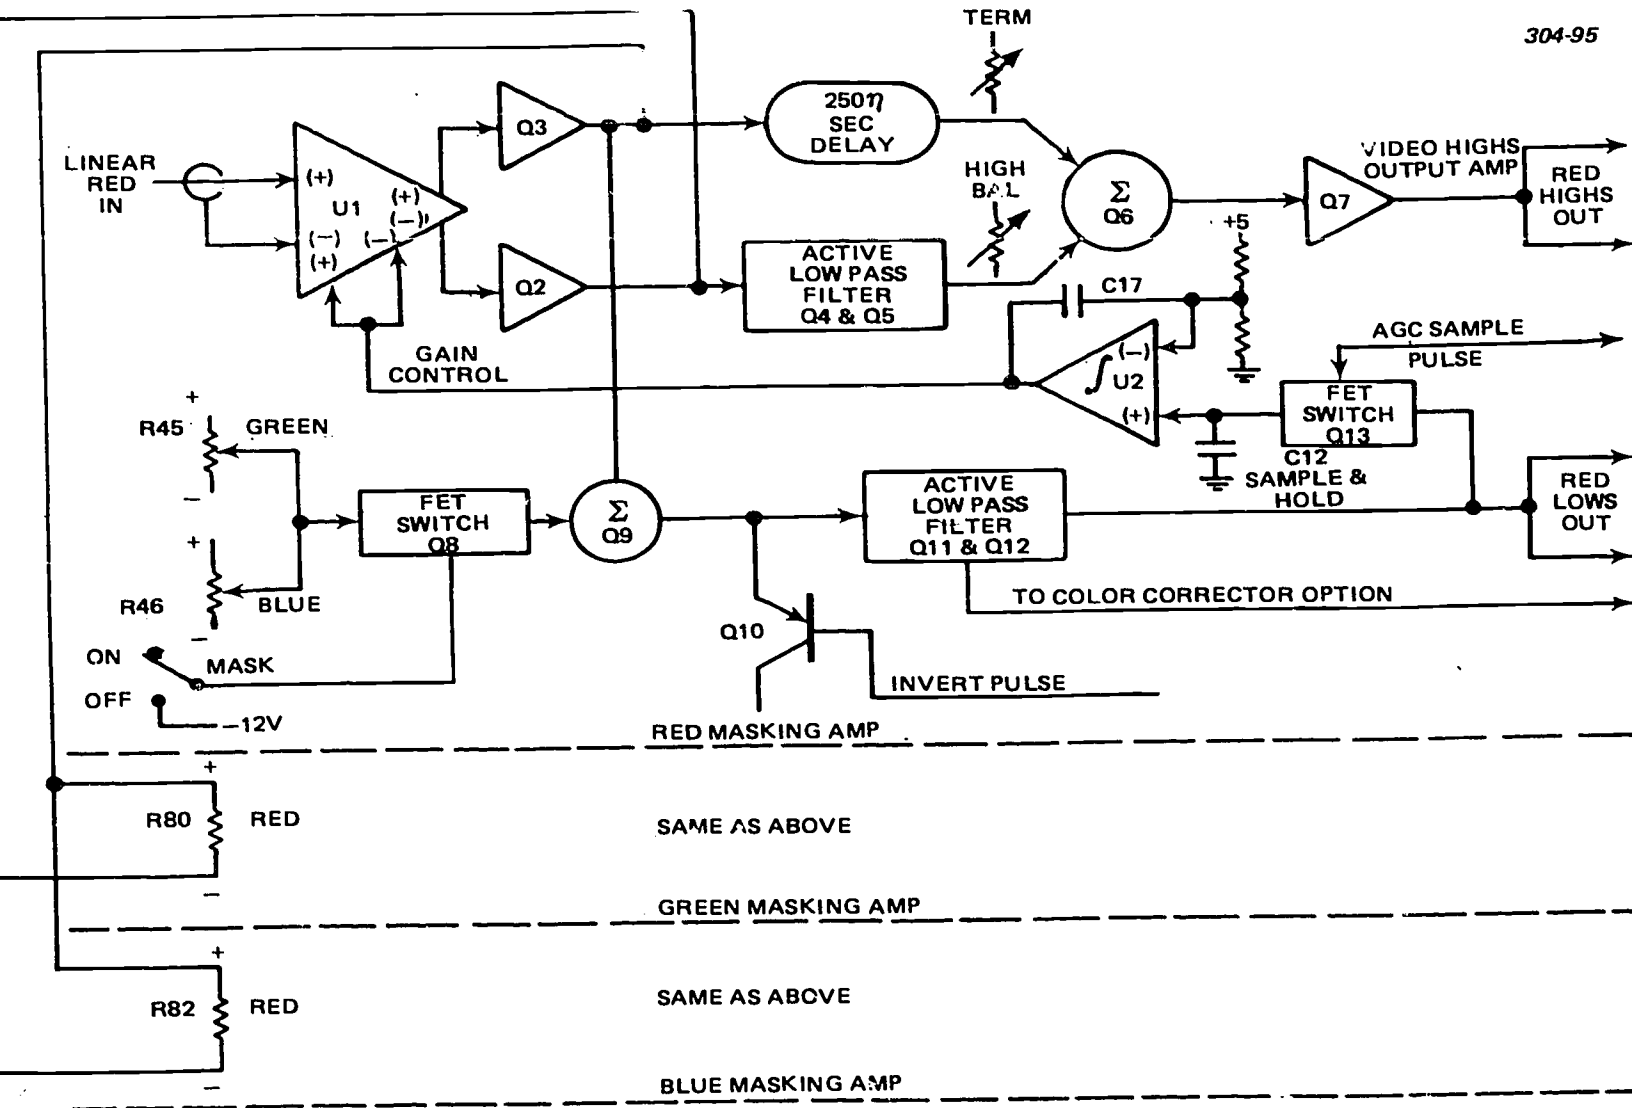 304-95
TERM
LINEAR
RED
IN
(+)
U1
(+)
(−)
(−)
(−)
(+)
Q3
Q2
250η
SEC
DELAY
HIGH
BAL
ACTIVE
LOW PASS
FILTER
Q4 & Q5
Σ
Q6
Q7
VIDEO HIGHS
OUTPUT AMP
RED
HIGHS
OUT
+5
C17
GAIN
CONTROL
(−)
∫ U2
(+)
AGC SAMPLE
PULSE
FET
SWITCH
Q13
C12
SAMPLE &
HOLD
+
R45
GREEN
−
+
R46
BLUE
−
FET
SWITCH
Q8
Σ
Q9
ACTIVE
LOW PASS
FILTER
Q11 & Q12
RED
LOWS
OUT
TO COLOR CORRECTOR OPTION
Q10
INVERT PULSE
ON
MASK
OFF
−12V
RED MASKING AMP
+
R80
RED
−
SAME AS ABOVE
GREEN MASKING AMP
+
R82
RED
−
SAME AS ABOVE
BLUE MASKING AMP